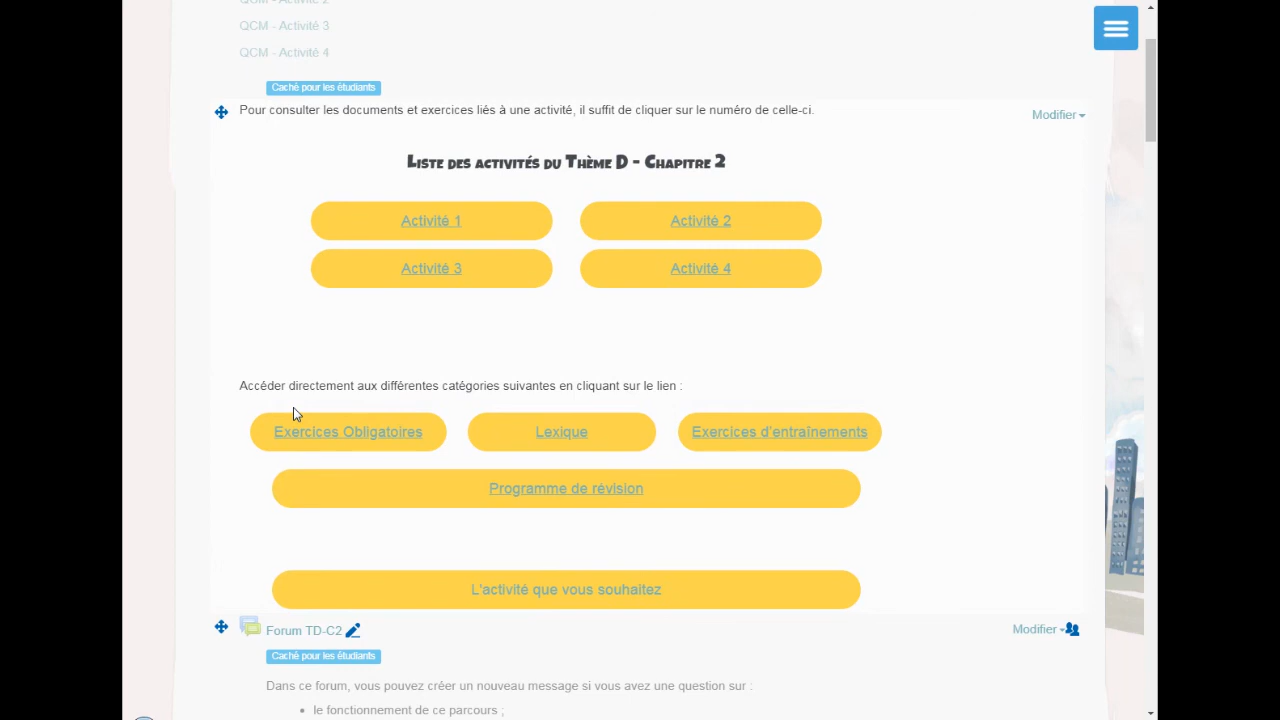 QCM - Activité 2
QCM - Activité 3
QCM - Activité 4
Caché pour les étudiants
Pour consulter les documents et exercices liés à une activité, il suffit de cliquer sur le numéro de celle-ci.
Modifier
Liste des activités du Thème D - Chapitre 2
Activité 1
Activité 2
Activité 3
Activité 4
Accéder directement aux différentes catégories suivantes en cliquant sur le lien :
Exercices Obligatoires
Lexique
Exercices d'entraînements
Programme de révision
L'activité que vous souhaitez
Forum TD-C2
Modifier
Caché pour les étudiants
Dans ce forum, vous pouvez créer un nouveau message si vous avez une question sur :
• le fonctionnement de ce parcours ;